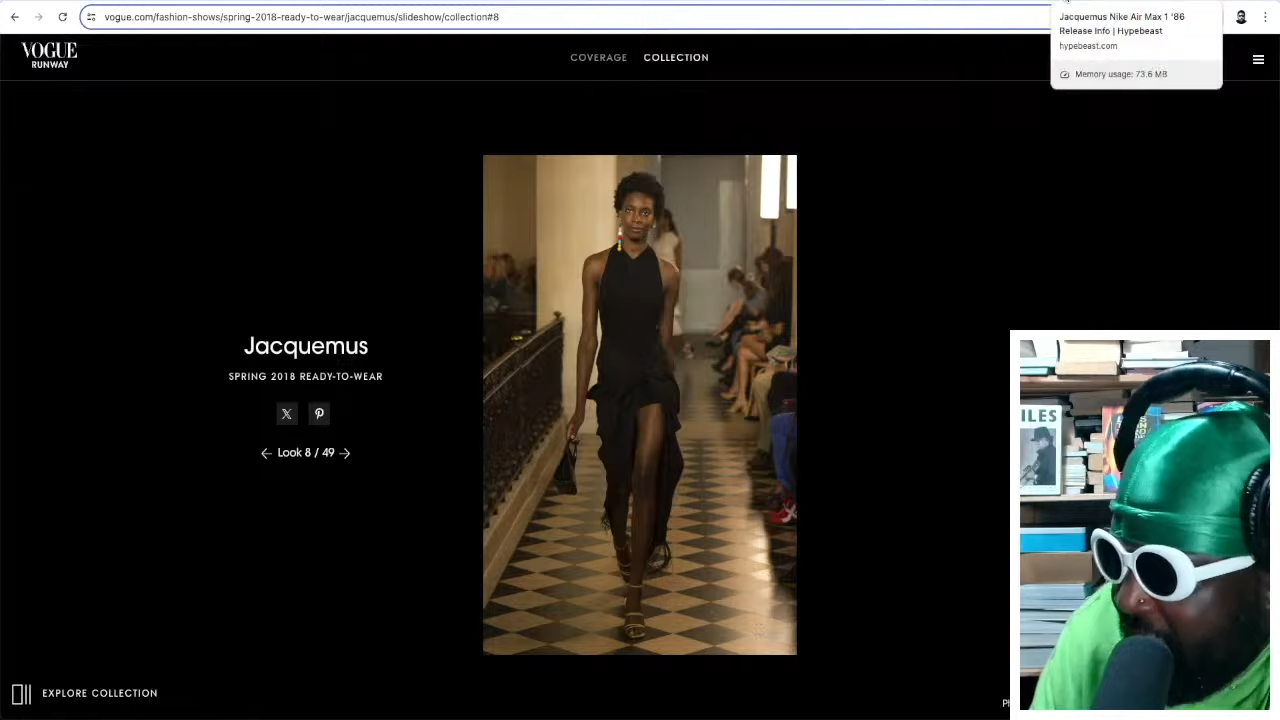 vogue.com/fashion-shows/spring-2018-ready-to-wear/jacquemus/slideshow/collection#8
Jacquemus Nike Air Max 1 '86
Release Info | Hypebeast
hypebeast.com
Memory usage: 73.6 MB
VOGUE
RUNWAY
COVERAGE
COLLECTION
Jacquemus
SPRING 2018 READY-TO-WEAR
Look 8 / 49
EXPLORE COLLECTION